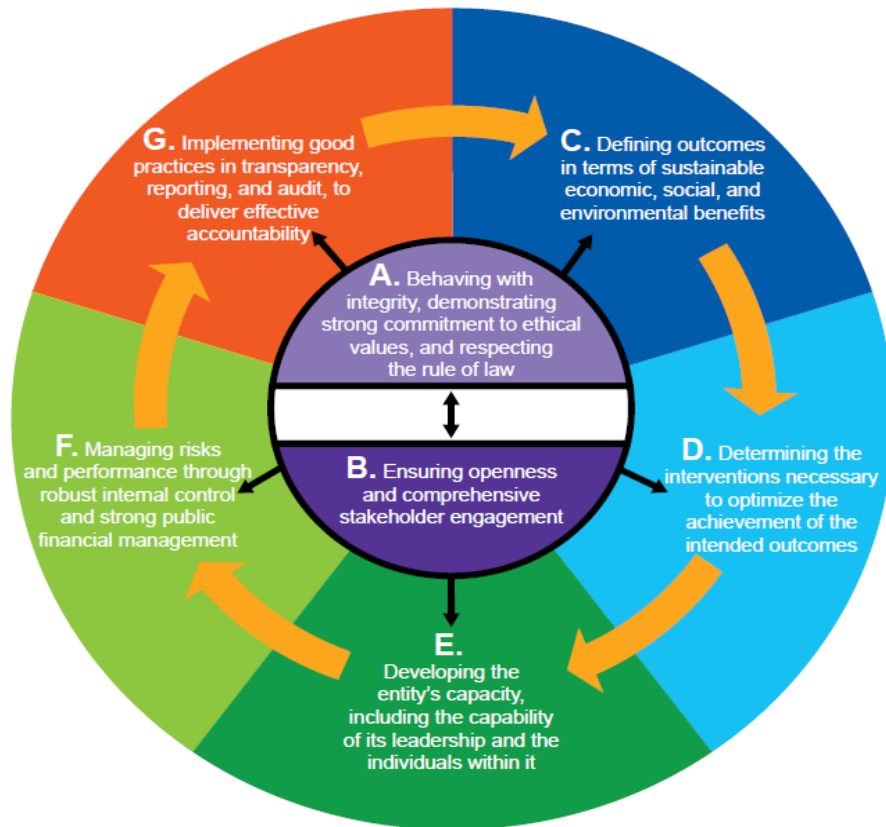 G. Implementing good
practices in transparency,
reporting, and audit, to
deliver effective
accountability
C. Defining outcomes
in terms of sustainable
economic, social, and
environmental benefits
A. Behaving with
integrity, demonstrating
strong commitment to ethical
values, and respecting
the rule of law
F. Managing risks
and performance through
robust internal control
and strong public
financial management
B. Ensuring openness
and comprehensive
stakeholder engagement
D. Determining the
interventions necessary
to optimize the
achievement of the
intended outcomes
E.
Developing the
entity's capacity,
including the capability
of its leadership and the
individuals within it